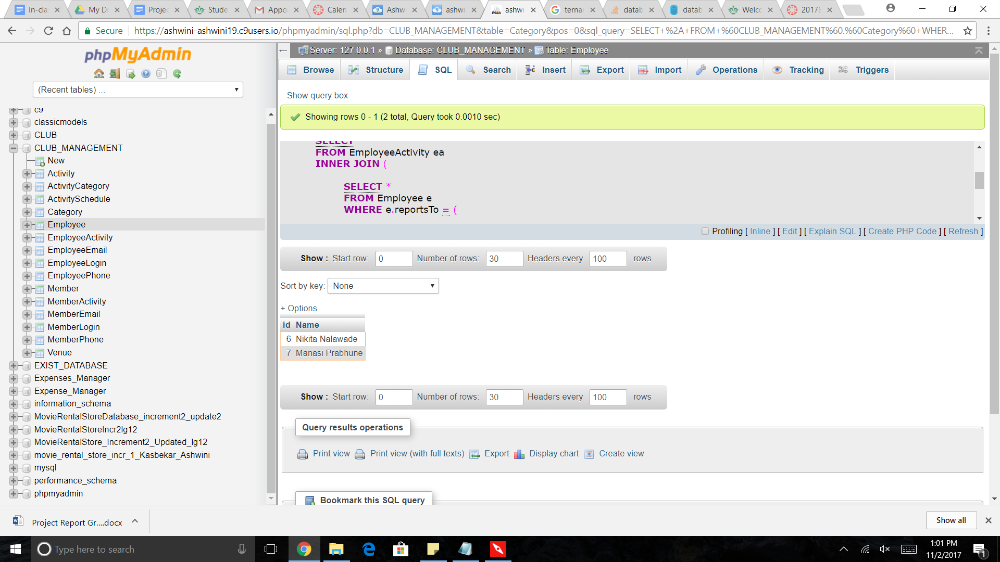 In-clas
My Dr
Projec
Stude
Appo
Calen
Ashwi
ashwi
ashwi
ternar
datab
datab
Welco
20178
Secure
https://ashwini-ashwini19.c9users.io/phpmyadmin/sql.php?db=CLUB_MANAGEMENT&table=Category&pos=0&sql_query=SELECT+%2A+FROM+%60CLUB_MANAGEMENT%60.%60Category%60+WHER...
phpMyAdmin
(Recent tables) ...
c9
classicmodels
CLUB
CLUB_MANAGEMENT
New
Activity
ActivityCategory
ActivitySchedule
Category
Employee
EmployeeActivity
EmployeeEmail
EmployeeLogin
EmployeePhone
Member
MemberActivity
MemberEmail
MemberLogin
MemberPhone
Venue
EXIST_DATABASE
Expenses_Manager
Expense_Manager
information_schema
MovieRentalStoreDatabase_increment2_update2
MovieRentalStoreIncr2lg12
MovieRentalStore_Increment2_Updated_lg12
movie_rental_store_incr_1_Kasbekar_Ashwini
mysql
performance_schema
phpmyadmin
Server: 127.0.0.1 » Database: CLUB_MANAGEMENT » Table: Employee
Browse Structure SQL Search Insert Export Import Operations Tracking Triggers
Show query box
Showing rows 0 - 1 (2 total, Query took 0.0010 sec)
SELECT
FROM EmployeeActivity ea
INNER JOIN (
SELECT *
FROM Employee e
WHERE e.reportsTo = (
Profiling [ Inline ] [ Edit ] [ Explain SQL ] [ Create PHP Code ] [ Refresh ]
Show : Start row: 0 Number of rows: 30 Headers every 100 rows
Sort by key: None
+ Options
id Name
6 Nikita Nalawade
7 Manasi Prabhune
Show : Start row: 0 Number of rows: 30 Headers every 100 rows
Query results operations
Print view Print view (with full texts) Export Display chart Create view
Bookmark this SQL query
Project Report Gr....docx
Show all
Type here to search
1:01 PM
11/2/2017
1